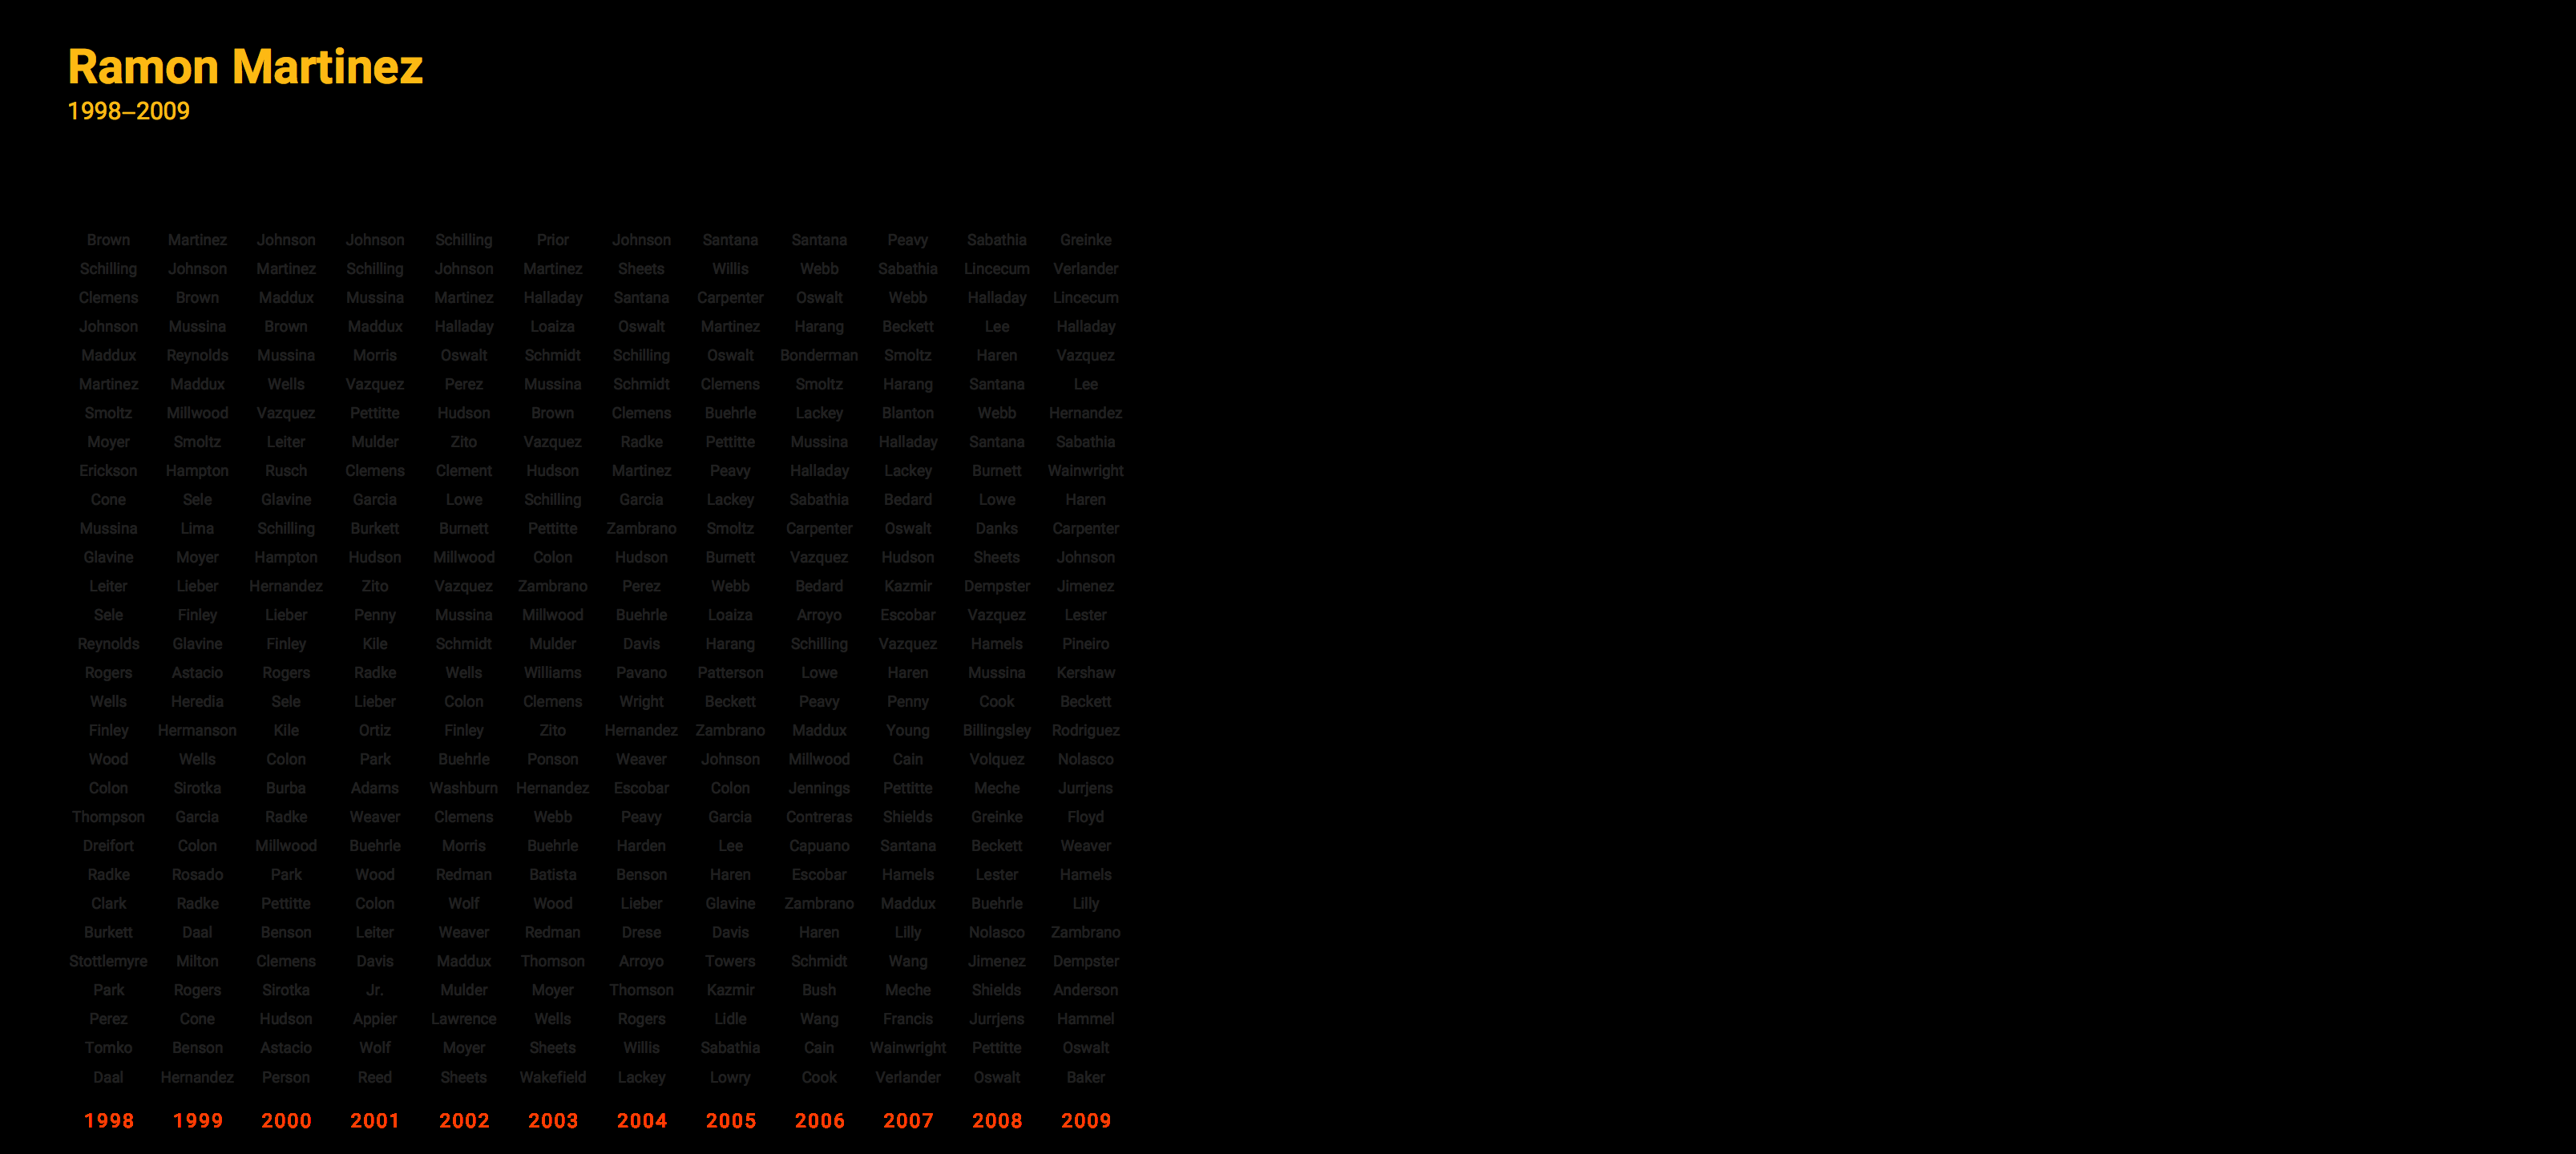 Ramon Martinez
1998–2009
Brown Martinez Johnson Johnson Schilling Prior Johnson Santana Santana Peavy Sabathia Greinke
Schilling Johnson Martinez Schilling Johnson Martinez Sheets Willis Webb Sabathia Lincecum Verlander
Clemens Brown Maddux Mussina Martinez Halladay Santana Carpenter Oswalt Webb Halladay Lincecum
Johnson Mussina Brown Maddux Halladay Loaiza Oswalt Martinez Harang Beckett Lee Halladay
Maddux Reynolds Mussina Morris Oswalt Schmidt Schilling Oswalt Bonderman Smoltz Haren Vazquez
Martinez Maddux Wells Vazquez Perez Mussina Schmidt Clemens Smoltz Harang Santana Lee
Smoltz Millwood Vazquez Pettitte Hudson Brown Clemens Buehrle Lackey Blanton Webb Hernandez
Moyer Smoltz Leiter Mulder Zito Vazquez Radke Pettitte Mussina Halladay Santana Sabathia
Erickson Hampton Rusch Clemens Clement Hudson Martinez Peavy Halladay Lackey Burnett Wainwright
Cone Sele Glavine Garcia Lowe Schilling Garcia Lackey Sabathia Bedard Lowe Haren
Mussina Lima Schilling Burkett Burnett Pettitte Zambrano Smoltz Carpenter Oswalt Danks Carpenter
Glavine Moyer Hampton Hudson Millwood Colon Hudson Burnett Vazquez Hudson Sheets Johnson
Leiter Lieber Hernandez Zito Vazquez Zambrano Perez Webb Bedard Kazmir Dempster Jimenez
Sele Finley Lieber Penny Mussina Millwood Buehrle Loaiza Arroyo Escobar Vazquez Lester
Reynolds Glavine Finley Kile Schmidt Mulder Davis Harang Schilling Vazquez Hamels Pineiro
Rogers Astacio Rogers Radke Wells Williams Pavano Patterson Lowe Haren Mussina Kershaw
Wells Heredia Sele Lieber Colon Clemens Wright Beckett Peavy Penny Cook Beckett
Finley Hermanson Kile Ortiz Finley Zito Hernandez Zambrano Maddux Young Billingsley Rodriguez
Wood Wells Colon Park Buehrle Ponson Weaver Johnson Millwood Cain Volquez Nolasco
Colon Sirotka Burba Adams Washburn Hernandez Escobar Colon Jennings Pettitte Meche Jurrjens
Thompson Garcia Radke Weaver Clemens Webb Peavy Garcia Contreras Shields Greinke Floyd
Dreifort Colon Millwood Buehrle Morris Buehrle Harden Lee Capuano Santana Beckett Weaver
Radke Rosado Park Wood Redman Batista Benson Haren Escobar Hamels Lester Hamels
Clark Radke Pettitte Colon Wolf Wood Lieber Glavine Zambrano Maddux Buehrle Lilly
Burkett Daal Benson Leiter Weaver Redman Drese Davis Haren Lilly Nolasco Zambrano
Stottlemyre Milton Clemens Davis Maddux Thomson Arroyo Towers Schmidt Wang Jimenez Dempster
Park Rogers Sirotka Jr. Mulder Moyer Thomson Kazmir Bush Meche Shields Anderson
Perez Cone Hudson Appier Lawrence Wells Rogers Lidle Wang Francis Jurrjens Hammel
Tomko Benson Astacio Wolf Moyer Sheets Willis Sabathia Cain Wainwright Pettitte Oswalt
Daal Hernandez Person Reed Sheets Wakefield Lackey Lowry Cook Verlander Oswalt Baker
1998 1999 2000 2001 2002 2003 2004 2005 2006 2007 2008 2009